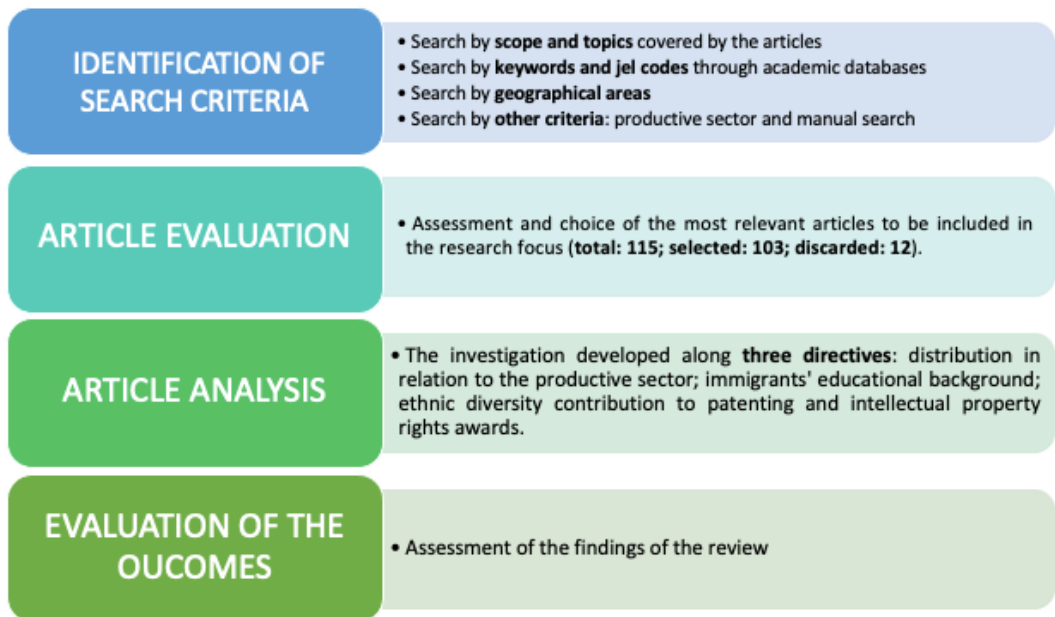 IDENTIFICATION OF
SEARCH CRITERIA
• Search by scope and topics covered by the articles
• Search by keywords and jel codes through academic databases
• Search by geographical areas
• Search by other criteria: productive sector and manual search
ARTICLE EVALUATION
• Assessment and choice of the most relevant articles to be included in
the research focus (total: 115; selected: 103; discarded: 12).
ARTICLE ANALYSIS
• The investigation developed along three directives: distribution in
relation to the productive sector; immigrants' educational background;
ethnic diversity contribution to patenting and intellectual property
rights awards.
EVALUATION OF THE
OUCOMES
• Assessment of the findings of the review